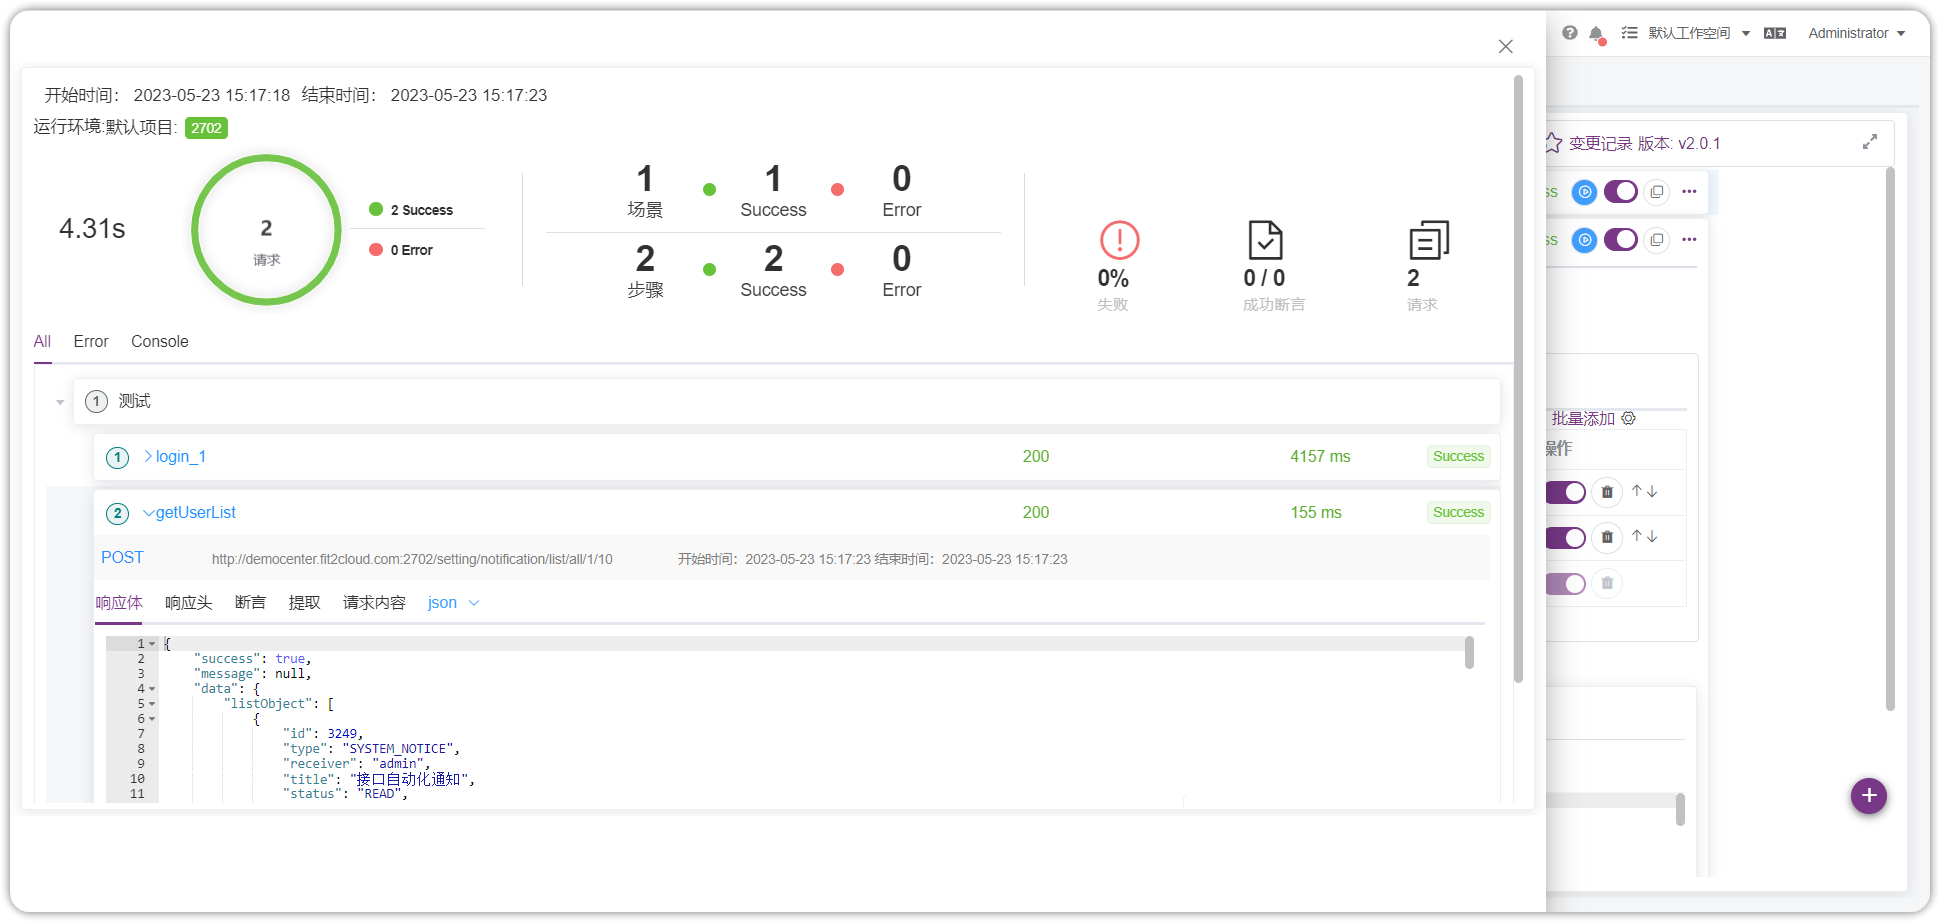 默认工作空间
Administrator
开始时间： 2023-05-23 15:17:18 结束时间： 2023-05-23 15:17:23
运行环境:默认项目: 2702
4.31s
2
请求
2 Success
0 Error
1
场景
1
Success
0
Error
2
步骤
2
Success
0
Error
0%
失败
0 / 0
成功断言
2
请求
All Error Console
1 测试
1 login_1 200 4157 ms Success
2 getUserList 200 155 ms Success
POST http://democenter.fit2cloud.com:2702/setting/notification/list/all/1/10 开始时间：2023-05-23 15:17:23 结束时间：2023-05-23 15:17:23
响应体 响应头 断言 提取 请求内容 json
1 {
2 "success": true,
3 "message": null,
4 "data": {
5 "listObject": [
6 {
7 "id": 3249,
8 "type": "SYSTEM_NOTICE",
9 "receiver": "admin",
10 "title": "接口自动化通知",
11 "status": "READ",
变更记录 版本: v2.0.1
ss
ss
批量添加
操作